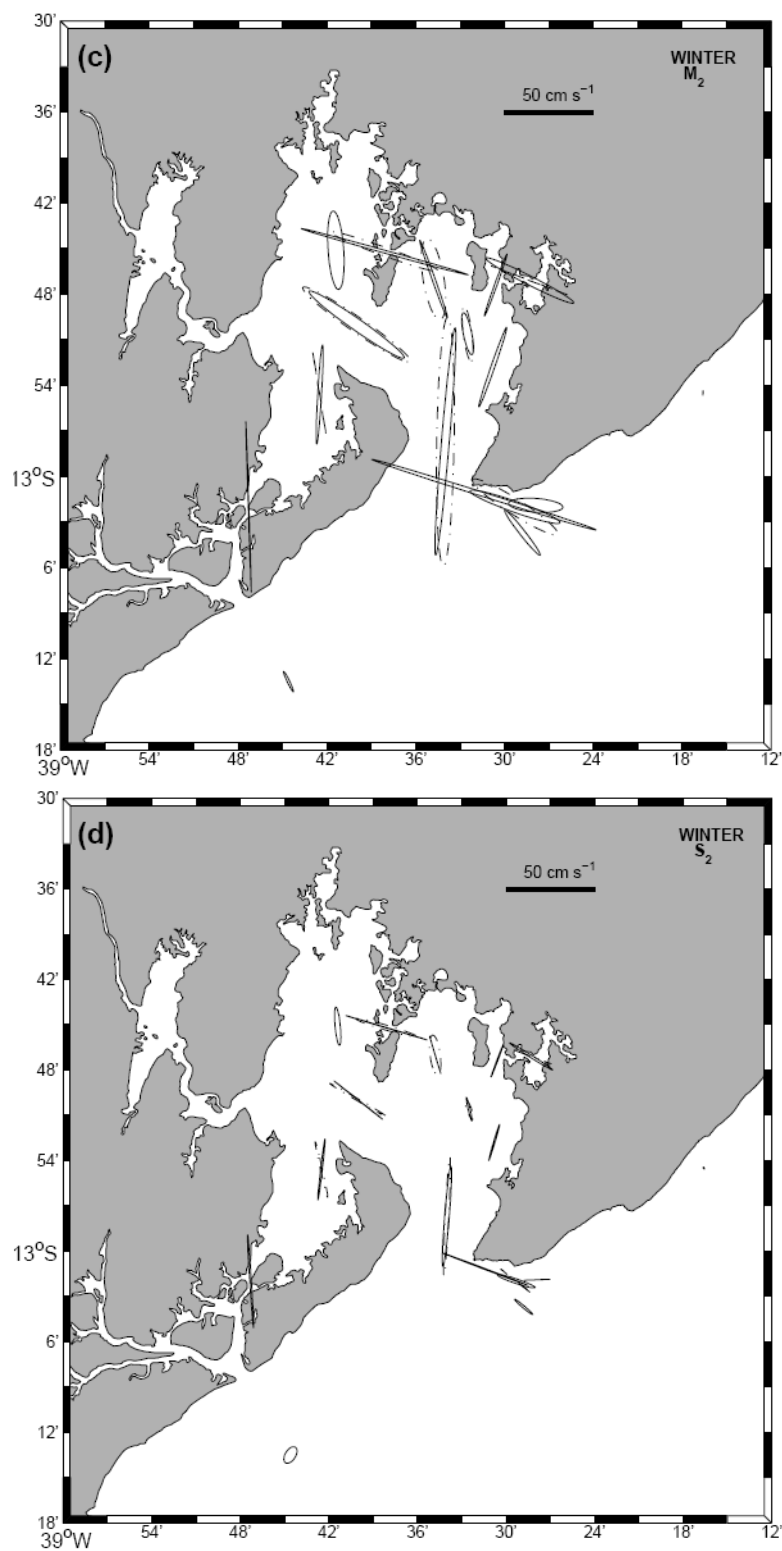 30'
(c)
WINTER
M2
50 cm s−1
36'
42'
48'
54'
13°S
6'
12'
18'
39°W
54'
48'
42'
36'
30'
24'
18'
12'
30'
(d)
WINTER
S2
50 cm s−1
36'
42'
48'
54'
13°S
6'
12'
18'
39°W
54'
48'
42'
36'
30'
24'
18'
12'